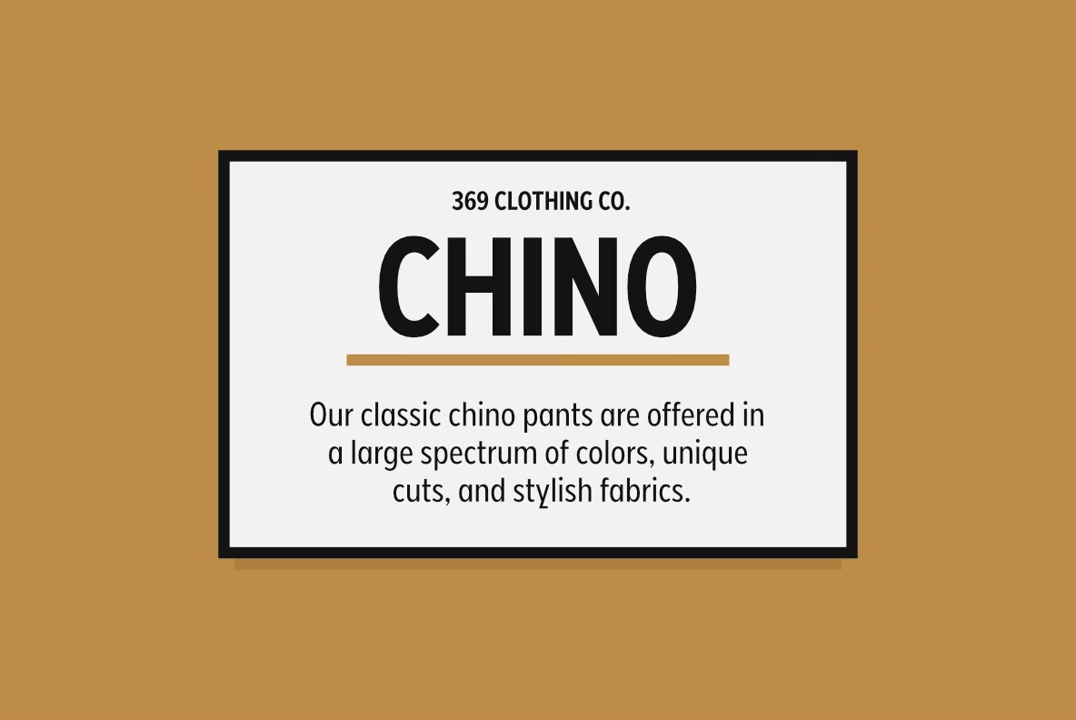 369 CLOTHING CO.
CHINO
Our classic chino pants are offered in
a large spectrum of colors, unique
cuts, and stylish fabrics.